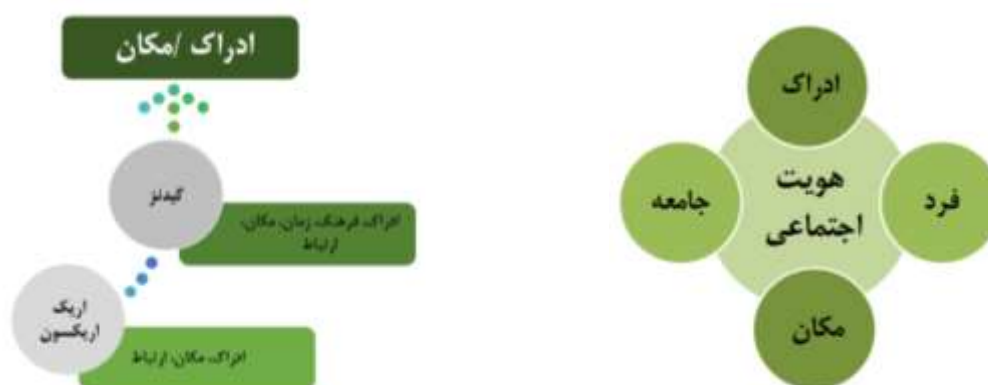 ادراک /مکان
گیدنز
ادراک، فرهنگ، زمان، مکان،
ارتباط
اریک
اریکسون
ادراک، مکان، ارتباط
ادراک
هویت
اجتماعی
جامعه
فرد
مکان